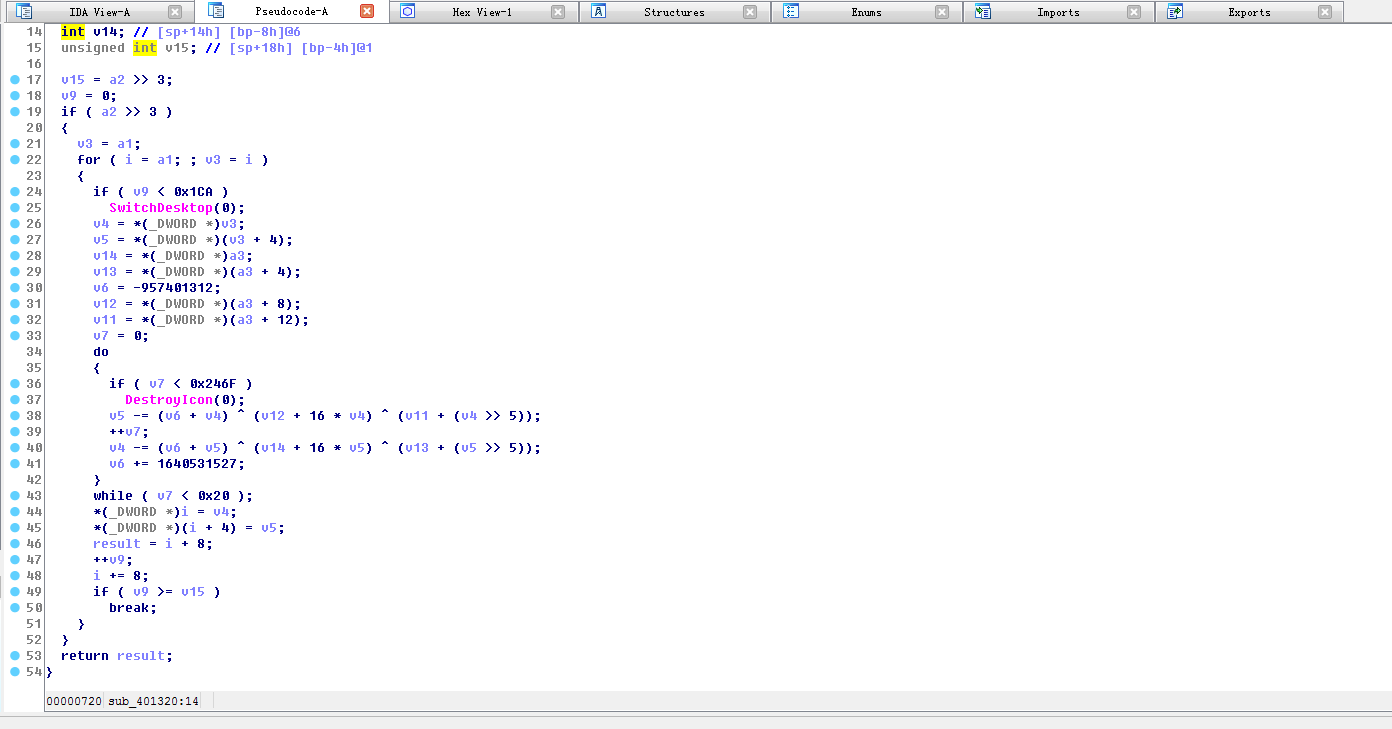 IDA View-A Pseudocode-A Hex View-1 Structures Enums Imports Exports
14 int v14; // [sp+14h] [bp-8h]@6
15 unsigned int v15; // [sp+18h] [bp-4h]@1
16
17 v15 = a2 >> 3;
18 v9 = 0;
19 if ( a2 >> 3 )
20 {
21 v3 = a1;
22 for ( i = a1; ; v3 = i )
23 {
24 if ( v9 < 0x1CA )
25 SwitchDesktop(0);
26 v4 = *(_DWORD *)v3;
27 v5 = *(_DWORD *)(v3 + 4);
28 v14 = *(_DWORD *)a3;
29 v13 = *(_DWORD *)(a3 + 4);
30 v6 = -957401312;
31 v12 = *(_DWORD *)(a3 + 8);
32 v11 = *(_DWORD *)(a3 + 12);
33 v7 = 0;
34 do
35 {
36 if ( v7 < 0x246F )
37 DestroyIcon(0);
38 v5 -= (v6 + v4) ^ (v12 + 16 * v4) ^ (v11 + (v4 >> 5));
39 ++v7;
40 v4 -= (v6 + v5) ^ (v14 + 16 * v5) ^ (v13 + (v5 >> 5));
41 v6 += 1640531527;
42 }
43 while ( v7 < 0x20 );
44 *(_DWORD *)i = v4;
45 *(_DWORD *)(i + 4) = v5;
46 result = i + 8;
47 ++v9;
48 i += 8;
49 if ( v9 >= v15 )
50 break;
51 }
52 }
53 return result;
54 }
00000720 sub_401320:14